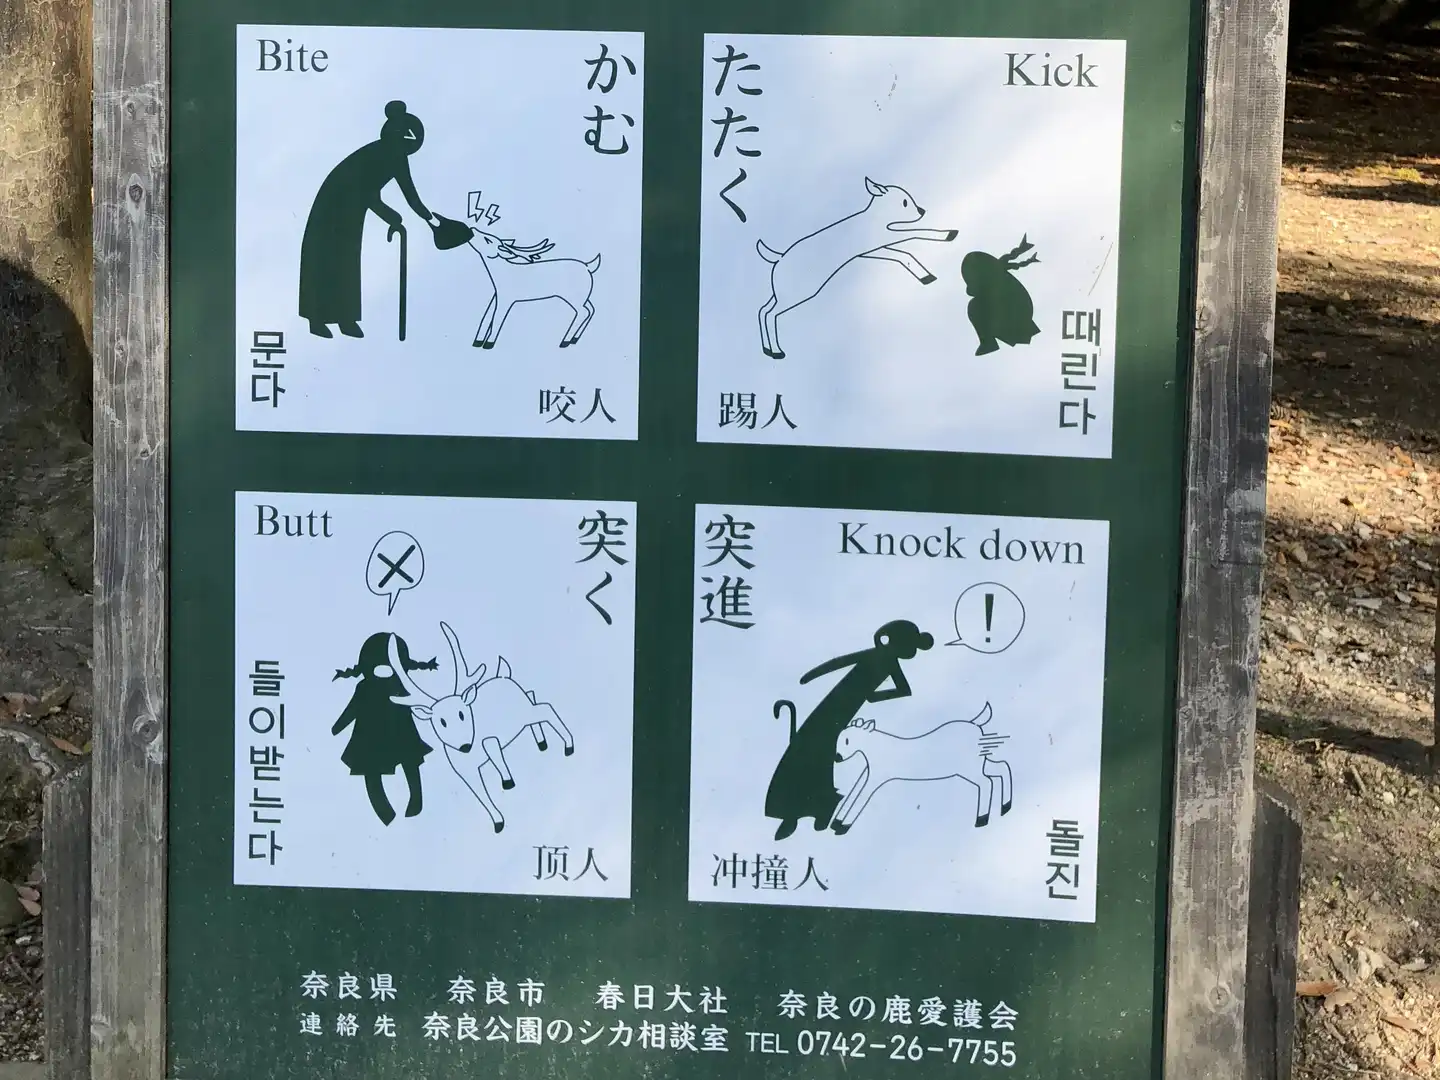 Bite
かむ
문다
咬人
たたく
Kick
때린다
踢人
Butt
突く
×
들이받는다
顶人
突進
Knock down
!
돌진
冲撞人
奈良県 奈良市 春日大社 奈良の鹿愛護会
連絡先 奈良公園のシカ相談室 TEL 0742-26-7755